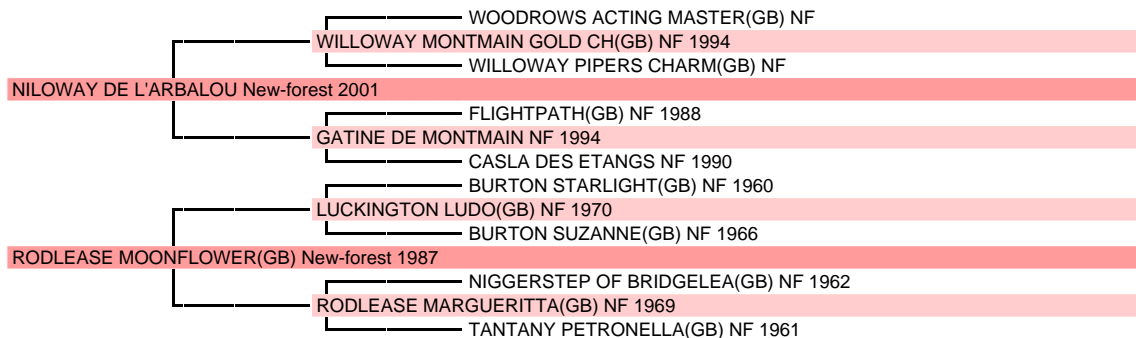 WOODROWS ACTING MASTER(GB) NF
WILLOWAY MONTMAIN GOLD CH(GB) NF 1994
WILLOWAY PIPERS CHARM(GB) NF
NILOWAY DE L'ARBALOU New-forest 2001
FLIGHTPATH(GB) NF 1988
GATINE DE MONTMAIN NF 1994
CASLA DES ETANGS NF 1990
BURTON STARLIGHT(GB) NF 1960
LUCKINGTON LUDO(GB) NF 1970
BURTON SUZANNE(GB) NF 1966
RODLEASE MOONFLOWER(GB) New-forest 1987
NIGGERSTEP OF BRIDGELEA(GB) NF 1962
RODLEASE MARGUERITTA(GB) NF 1969
TANTANY PETRONELLA(GB) NF 1961